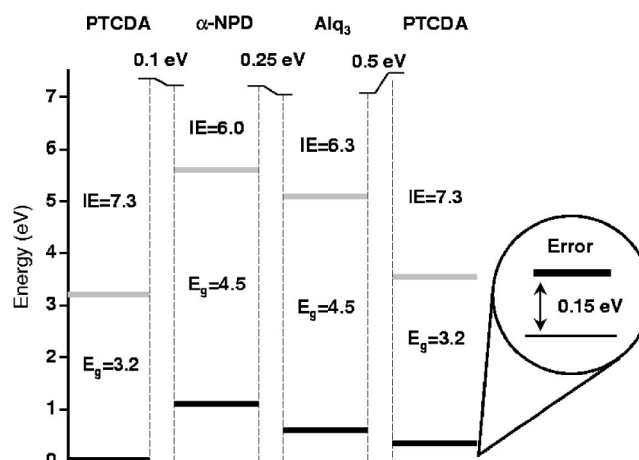 PTCDA α-NPD Alq3 PTCDA
0.1 eV 0.25 eV 0.5 eV
7
6
5
4
3
2
1
0
Energy (eV)
IE=7.3
Eg=3.2
IE=6.0
Eg=4.5
IE=6.3
Eg=4.5
IE=7.3
Eg=3.2
Error
0.15 eV